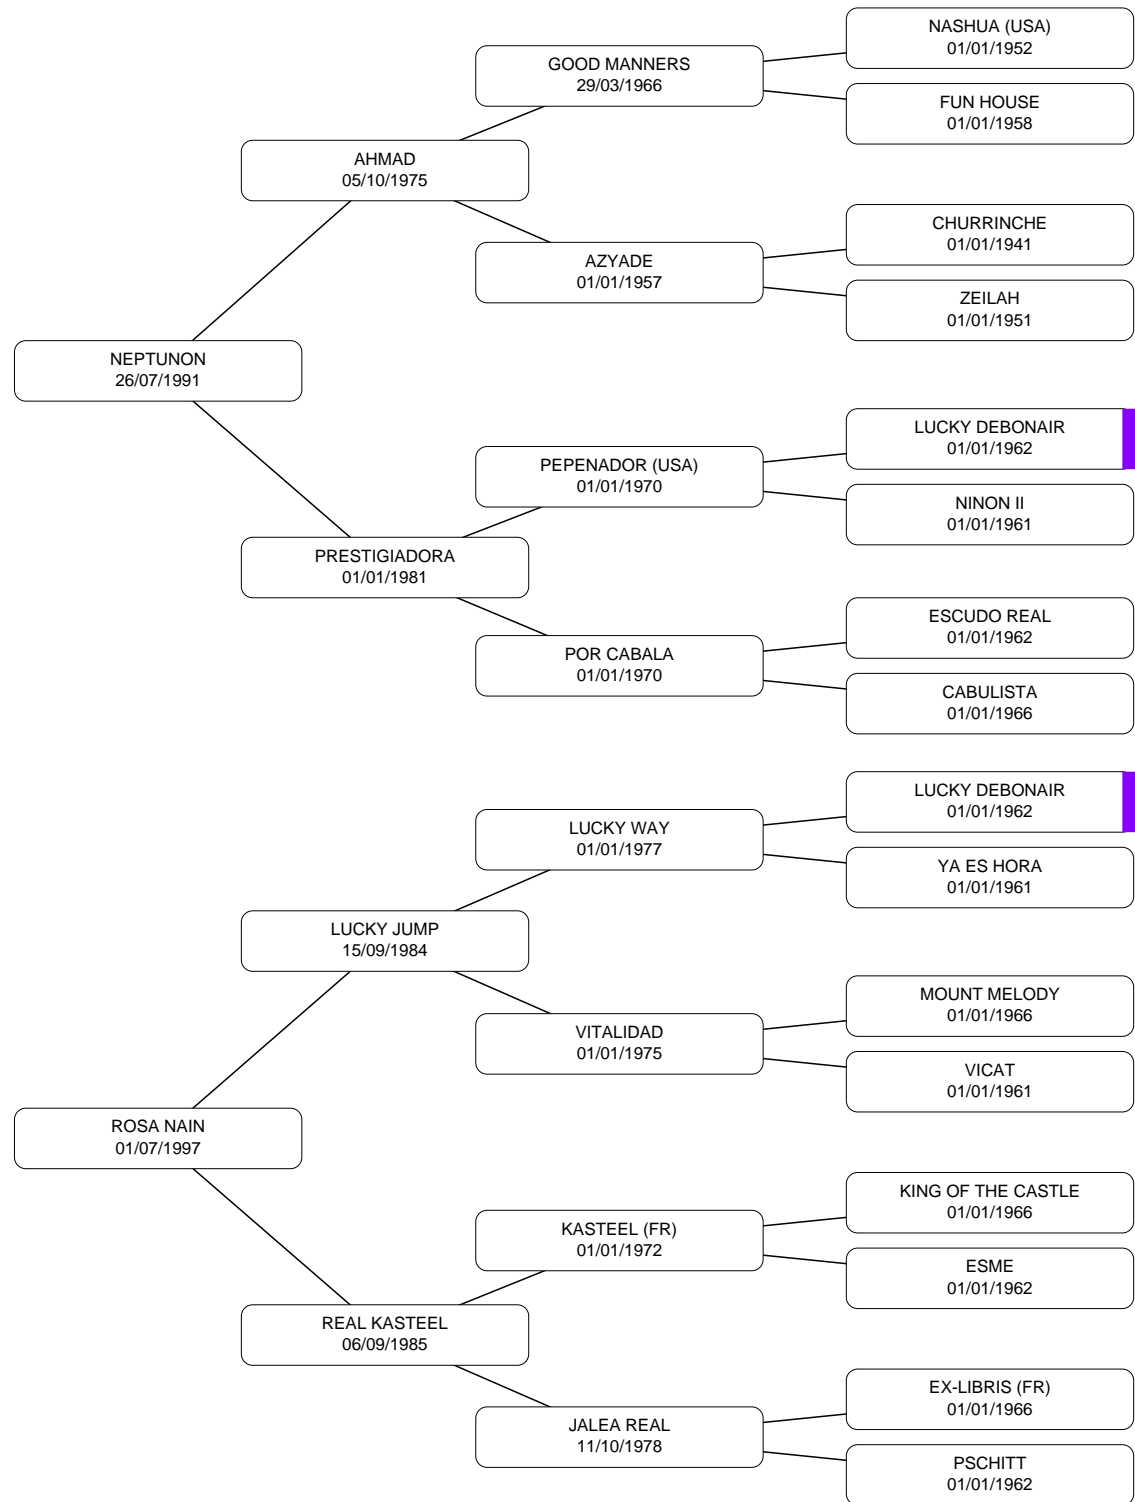 NASHUA (USA)
01/01/1952
GOOD MANNERS
29/03/1966
FUN HOUSE
01/01/1958
AHMAD
05/10/1975
CHURRINCHE
01/01/1941
AZYADE
01/01/1957
ZEILAH
01/01/1951
NEPTUNON
26/07/1991
LUCKY DEBONAIR
01/01/1962
PEPENADOR (USA)
01/01/1970
NINON II
01/01/1961
PRESTIGIADORA
01/01/1981
ESCUDO REAL
01/01/1962
POR CABALA
01/01/1970
CABULISTA
01/01/1966
LUCKY DEBONAIR
01/01/1962
LUCKY WAY
01/01/1977
YA ES HORA
01/01/1961
LUCKY JUMP
15/09/1984
MOUNT MELODY
01/01/1966
VITALIDAD
01/01/1975
VICAT
01/01/1961
ROSA NAIN
01/07/1997
KING OF THE CASTLE
01/01/1966
KASTEEL (FR)
01/01/1972
ESME
01/01/1962
REAL KASTEEL
06/09/1985
EX-LIBRIS (FR)
01/01/1966
JALEA REAL
11/10/1978
PSCHITT
01/01/1962